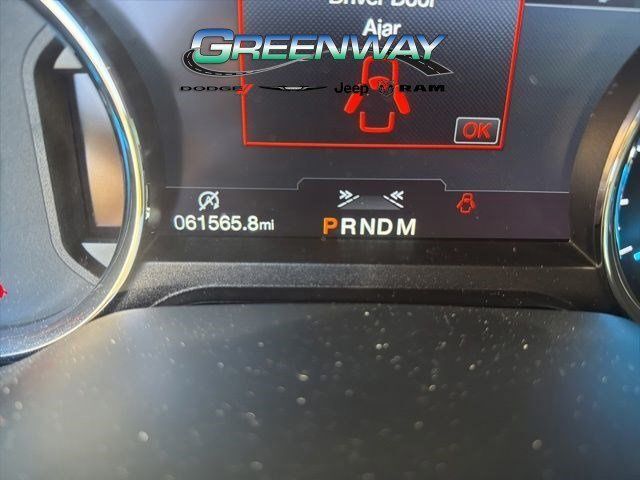 Driver Door
Ajar
GREENWAY
DODGE Jeep RAM
OK
061565.8mi
PRNDM